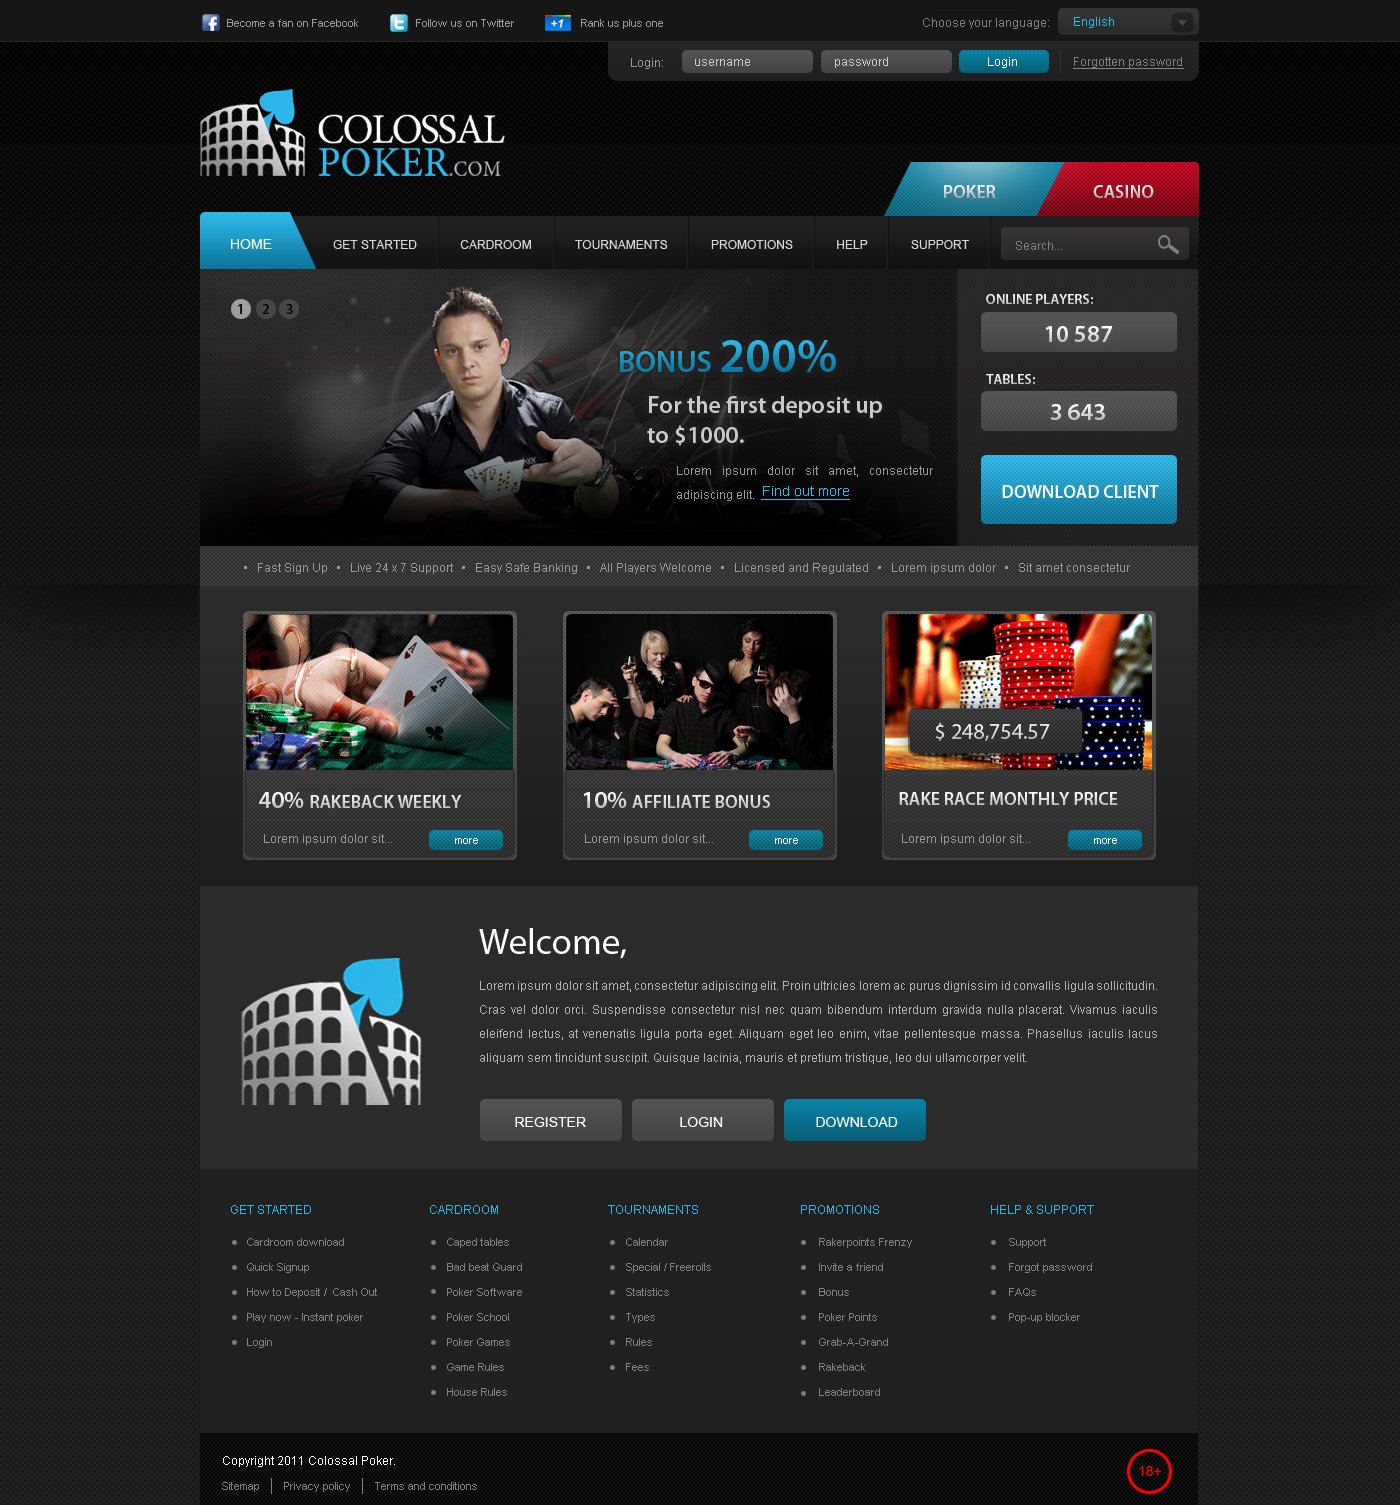 Become a fan on Facebook
Follow us on Twitter
+1
Rank us plus one
Choose your language:
English
Login:
username
password
Login
Forgotten password
COLOSSAL
POKER.COM
POKER
CASINO
HOME
GET STARTED
CARDROOM
TOURNAMENTS
PROMOTIONS
HELP
SUPPORT
Search...
1 2 3
BONUS 200%
For the first deposit up
to $1000.
Lorem ipsum dolor sit amet, consectetur
adipiscing elit. Find out more
ONLINE PLAYERS:
10 587
TABLES:
3 643
DOWNLOAD CLIENT
Fast Sign Up
Live 24 x 7 Support
Easy Safe Banking
All Players Welcome
Licensed and Regulated
Lorem ipsum dolor
Sit amet consectetur
A
A
40% RAKEBACK WEEKLY
Lorem ipsum dolor sit...
more
10% AFFILIATE BONUS
Lorem ipsum dolor sit...
more
$ 248,754.57
RAKE RACE MONTHLY PRICE
Lorem ipsum dolor sit...
more
Welcome,
Lorem ipsum dolor sit amet, consectetur adipiscing elit. Proin ultricies lorem ac purus dignissim id convallis ligula sollicitudin.
Cras vel dolor orci. Suspendisse consectetur nisl nec quam bibendum interdum gravida nulla placerat. Vivamus iaculis
eleifend lectus, at venenatis ligula porta eget. Aliquam eget leo enim, vitae pellentesque massa. Phasellus iaculis lacus
aliquam sem tincidunt suscipit. Quisque lacinia, mauris et pretium tristique, leo dui ullamcorper velit.
REGISTER
LOGIN
DOWNLOAD
GET STARTED
Cardroom download
Quick Signup
How to Deposit / Cash Out
Play now - Instant poker
Login
CARDROOM
Caped tables
Bad beat Guard
Poker Software
Poker School
Poker Games
Game Rules
House Rules
TOURNAMENTS
Calendar
Special / Freerolls
Statistics
Types
Rules
Fees
PROMOTIONS
Rakerpoints Frenzy
Invite a friend
Bonus
Poker Points
Grab-A-Grand
Rakeback
Leaderboard
HELP & SUPPORT
Support
Forgot password
FAQs
Pop-up blocker
Copyright 2011 Colossal Poker.
Sitemap
Privacy policy
Terms and conditions
18+